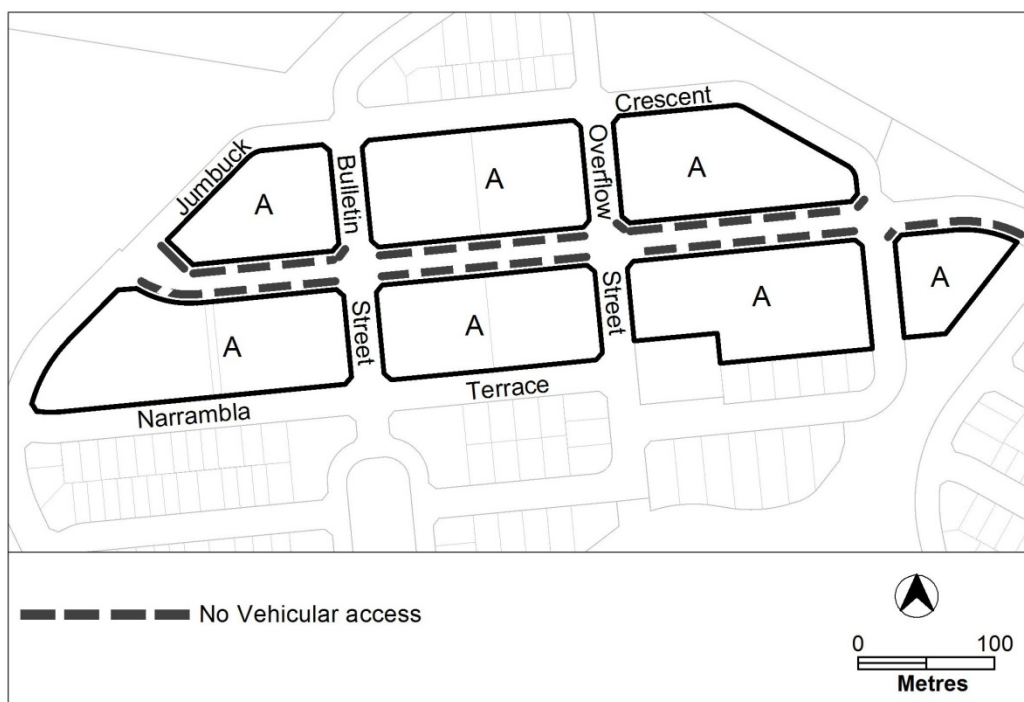 Crescent
Jumbuck
Bulletin
Overflow
A
A
A
A
A
A
A
Street
Street
Narrambla
Terrace
No Vehicular access
0
100
Metres